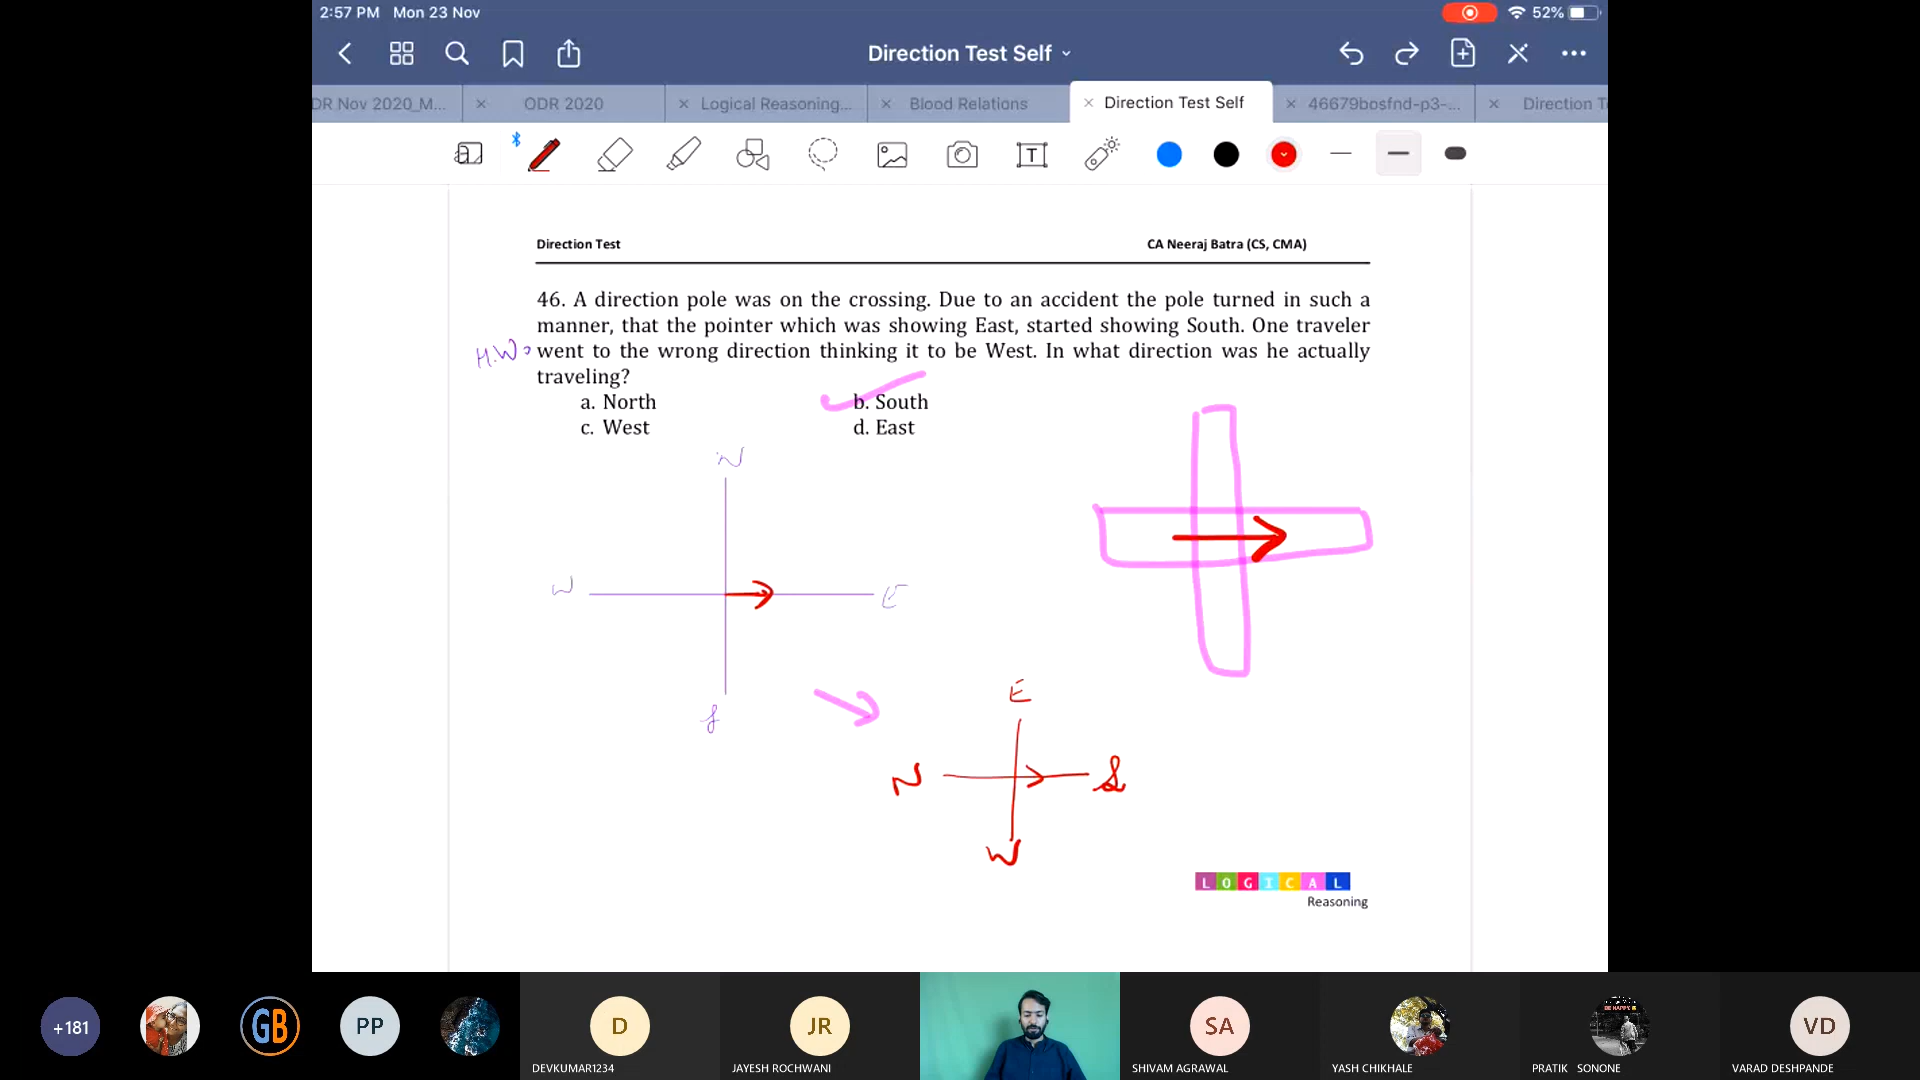 2:57 PM Mon 23 Nov
52%
Direction Test Self
DR Nov 2020_M...
ODR 2020
Logical Reasoning...
Blood Relations
Direction Test Self
46679bosfnd-p3-...
Direction T
Direction Test
CA Neeraj Batra (CS, CMA)
46. A direction pole was on the crossing. Due to an accident the pole turned in such a
manner, that the pointer which was showing East, started showing South. One traveler
H.W. went to the wrong direction thinking it to be West. In what direction was he actually
traveling?
a. North
b. South
c. West
d. East
N
W
E
S
E
N
S
W
LOGICAL
Reasoning
+181
GB
PP
D
JR
SA
VD
DEVKUMAR1234
JAYESH ROCHWANI
SHIVAM AGRAWAL
YASH CHIKHALE
PRATIK SONONE
VARAD DESHPANDE